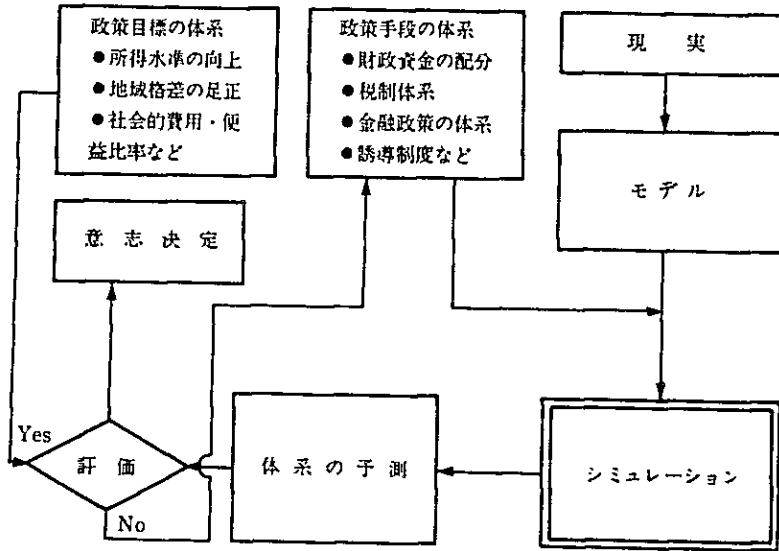 政策目標の体系
●所得水準の向上
●地域格差の足正
●社会的費用・便
益比率など
政策手段の体系
●財政資金の配分
●税制体系
●金融政策の体系
●誘導制度など
現実
モデル
意志決定
Yes
評価
No
体系の予測
シミュレーション